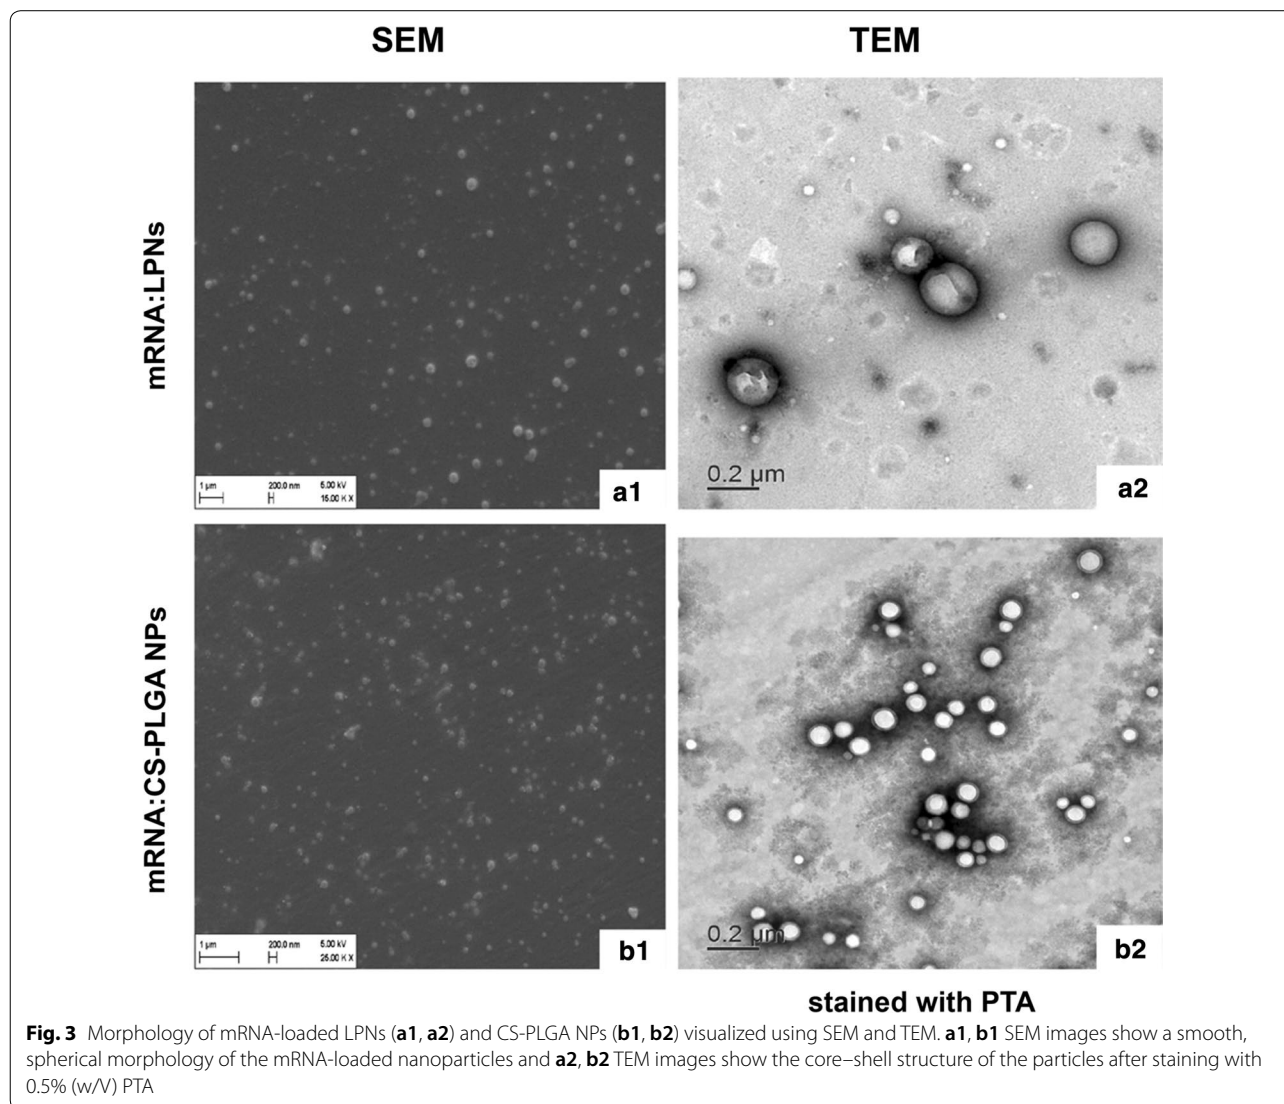 SEM
TEM
mRNA:LPNs
1 µm 200.0 nm 5.00 kV
15.00 K X
a1
0.2 µm
a2
mRNA:CS-PLGA NPs
1 µm 200.0 nm 5.00 kV
25.00 K X
b1
0.2 µm
b2
stained with PTA
Fig. 3 Morphology of mRNA-loaded LPNs (a1, a2) and CS-PLGA NPs (b1, b2) visualized using SEM and TEM. a1, b1 SEM images show a smooth,
spherical morphology of the mRNA-loaded nanoparticles and a2, b2 TEM images show the core–shell structure of the particles after staining with
0.5% (w/V) PTA